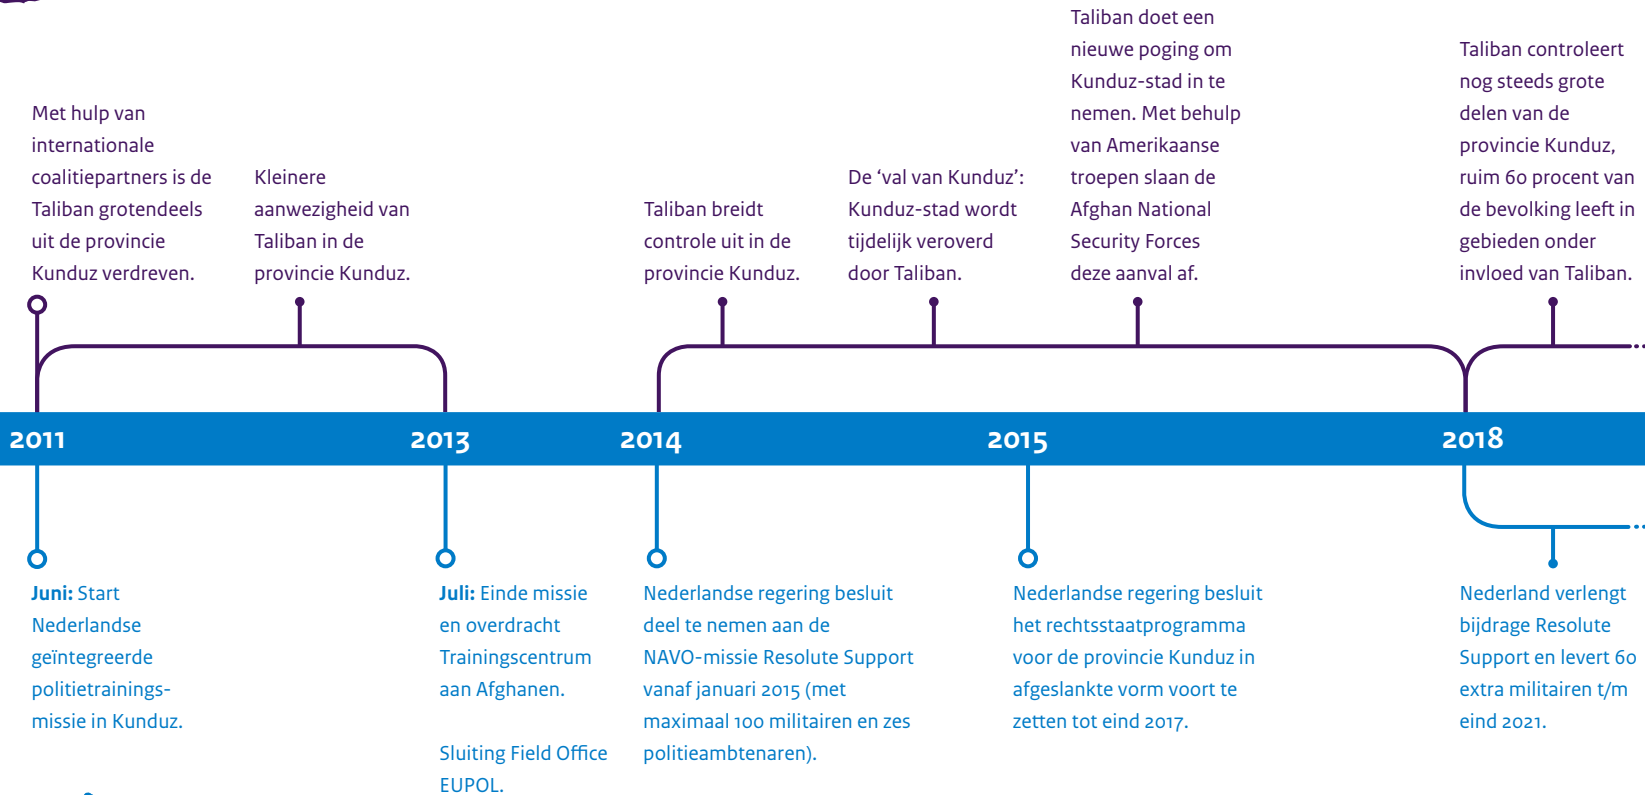 Met hulp van
internationale
coalitiepartners is de
Taliban grotendeels
uit de provincie
Kunduz verdreven.
Kleinere
aanwezigheid van
Taliban in de
provincie Kunduz.
Taliban breidt
controle uit in de
provincie Kunduz.
De ‘val van Kunduz’:
Kunduz-stad wordt
tijdelijk veroverd
door Taliban.
Taliban doet een
nieuwe poging om
Kunduz-stad in te
nemen. Met behulp
van Amerikaanse
troepen slaan de
Afghan National
Security Forces
deze aanval af.
Taliban controleert
nog steeds grote
delen van de
provincie Kunduz,
ruim 60 procent van
de bevolking leeft in
gebieden onder
invloed van Taliban.
2011
2013
2014
2015
2018
Juni: Start
Nederlandse
geïntegreerde
politietrainings-
missie in Kunduz.
Juli: Einde missie
en overdracht
Trainingscentrum
aan Afghanen.
Sluiting Field Office
EUPOL.
Nederlandse regering besluit
deel te nemen aan de
NAVO-missie Resolute Support
vanaf januari 2015 (met
maximaal 100 militairen en zes
politieambtenaren).
Nederlandse regering besluit
het rechtsstaatprogramma
voor de provincie Kunduz in
afgeslankte vorm voort te
zetten tot eind 2017.
Nederland verlengt
bijdrage Resolute
Support en levert 60
extra militairen t/m
eind 2021.